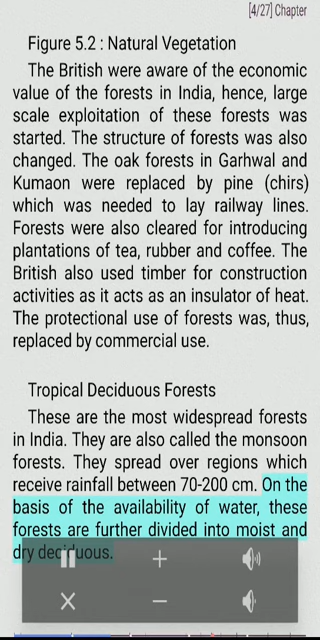 [4/27] Chapter
Figure 5.2 : Natural Vegetation
The British were aware of the economic
value of the forests in India, hence, large
scale exploitation of these forests was
started. The structure of forests was also
changed. The oak forests in Garhwal and
Kumaon were replaced by pine (chirs)
which was needed to lay railway lines.
Forests were also cleared for introducing
plantations of tea, rubber and coffee. The
British also used timber for construction
activities as it acts as an insulator of heat.
The protectional use of forests was, thus,
replaced by commercial use.
Tropical Deciduous Forests
These are the most widespread forests
in India. They are also called the monsoon
forests. They spread over regions which
receive rainfall between 70-200 cm. On the
basis of the availability of water, these
forests are further divided into moist and
dry deciduous.